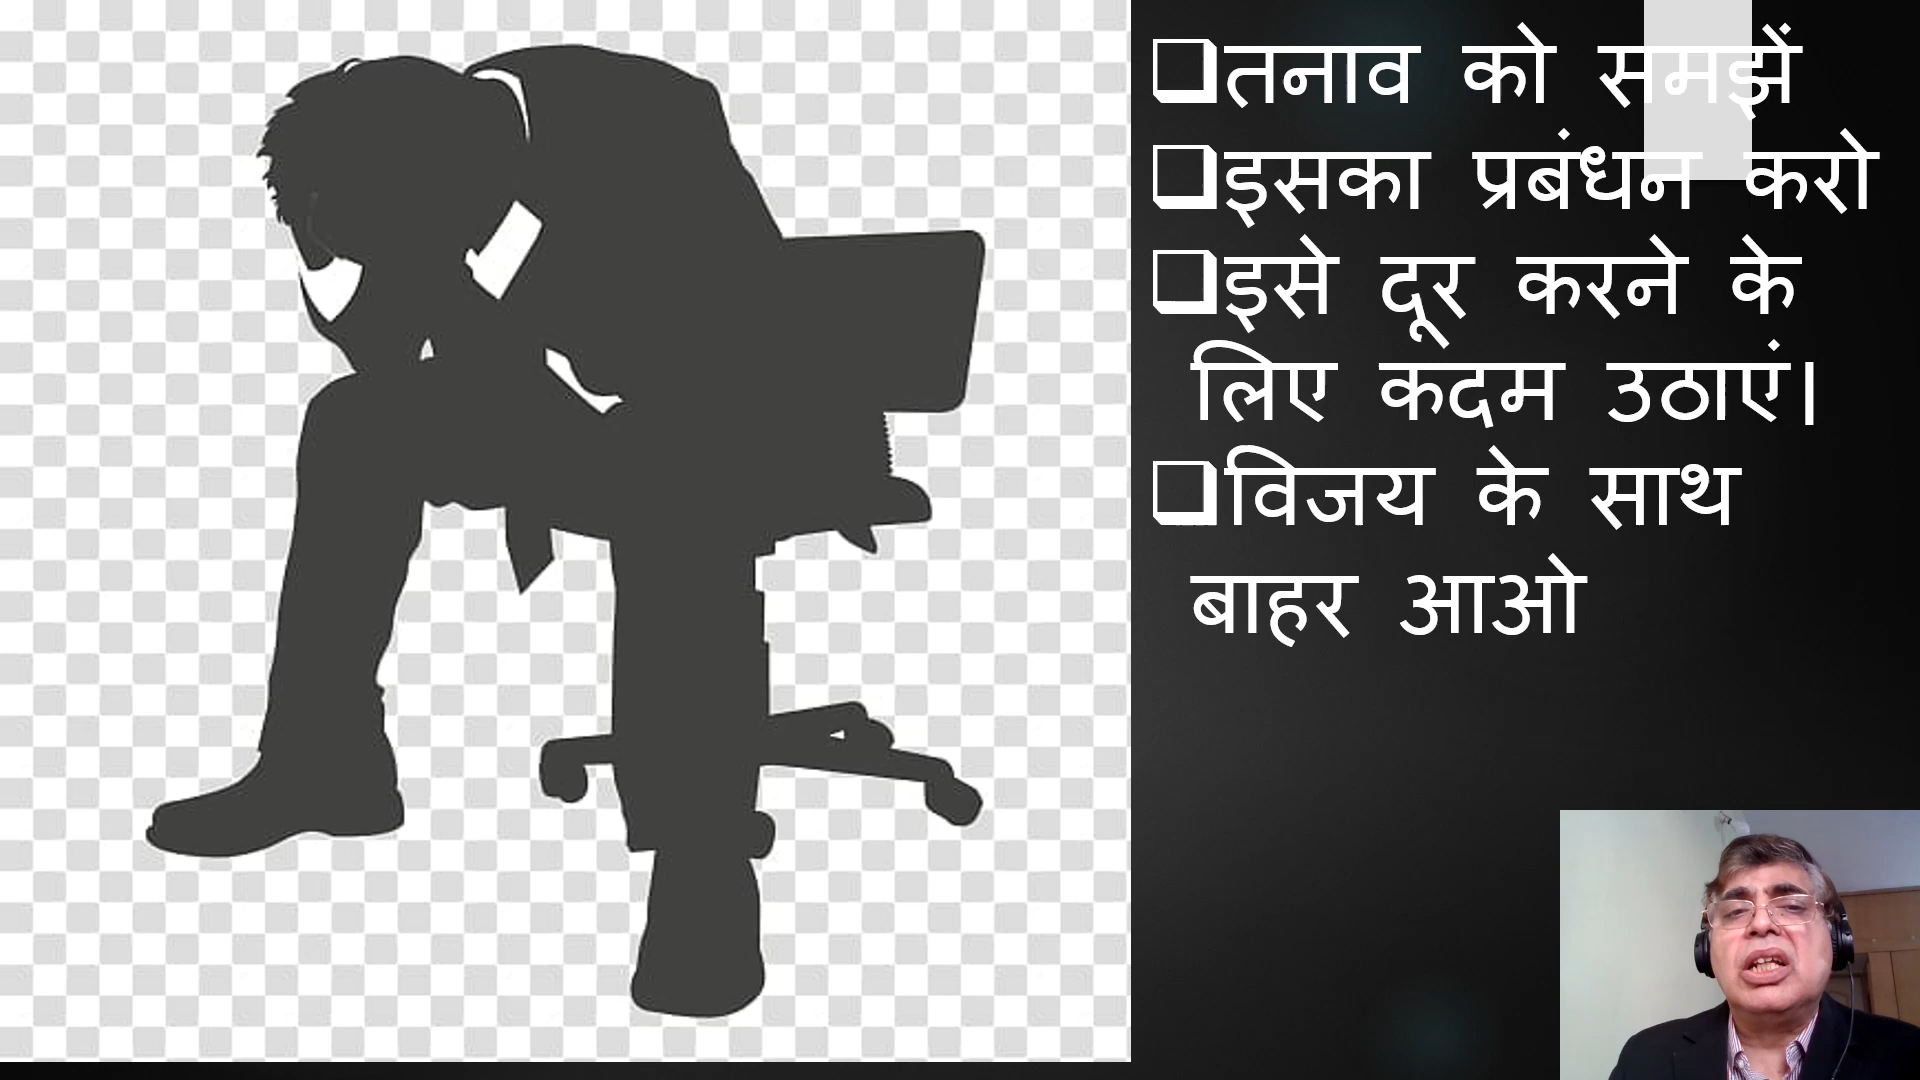 ❑तनाव को समझें
❑इसका प्रबंधन करो
❑इसे दूर करने के
लिए कदम उठाएं।
❑विजय के साथ
बाहर आओ